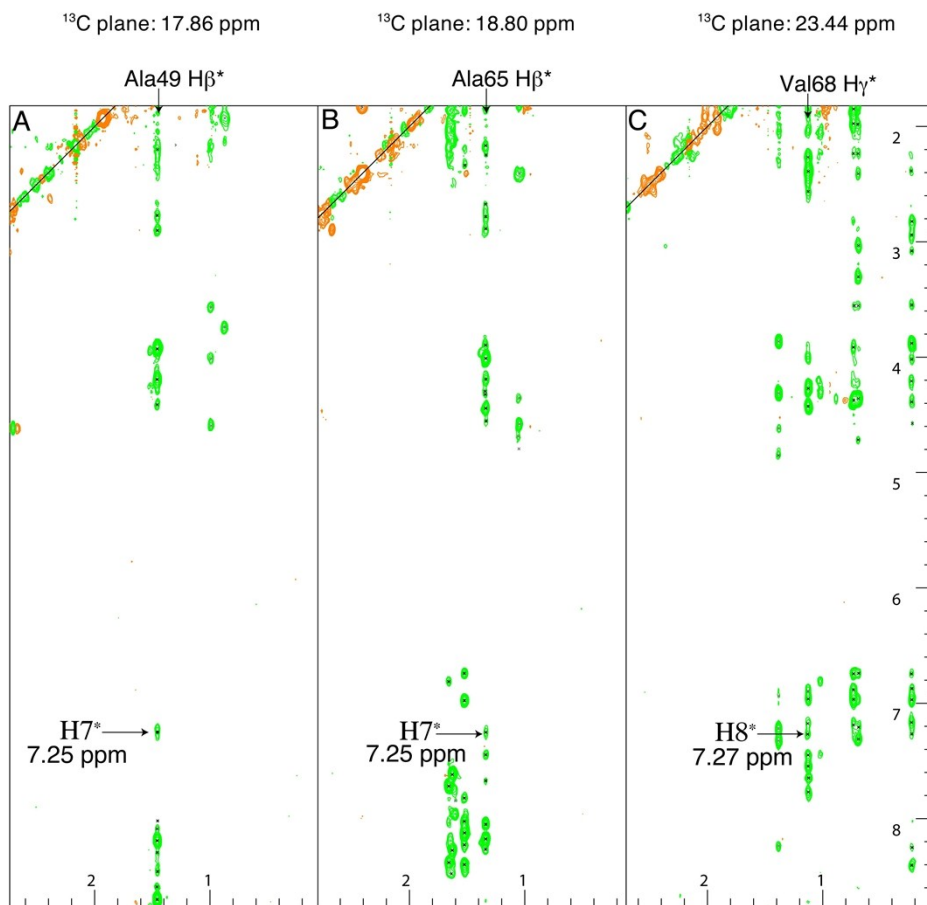 ¹³C plane: 17.86 ppm
¹³C plane: 18.80 ppm
¹³C plane: 23.44 ppm
Ala49 Hβ*
Ala65 Hβ*
Val68 Hγ*
A
B
C
2
3
4
5
6
7
8
H7*
7.25 ppm
H7*
7.25 ppm
H8*
7.27 ppm
2 1
2 1
2 1